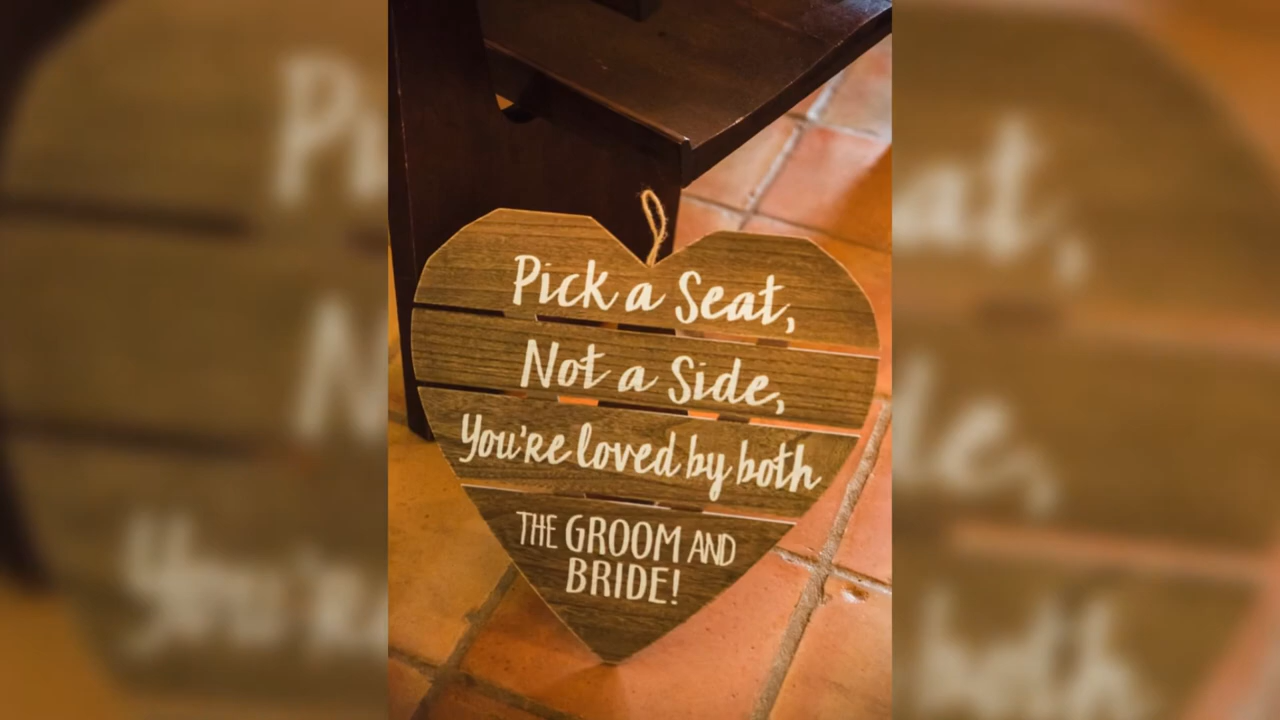 Pick a Seat,
Not a Side,
You're loved by both
THE GROOM AND
BRIDE!